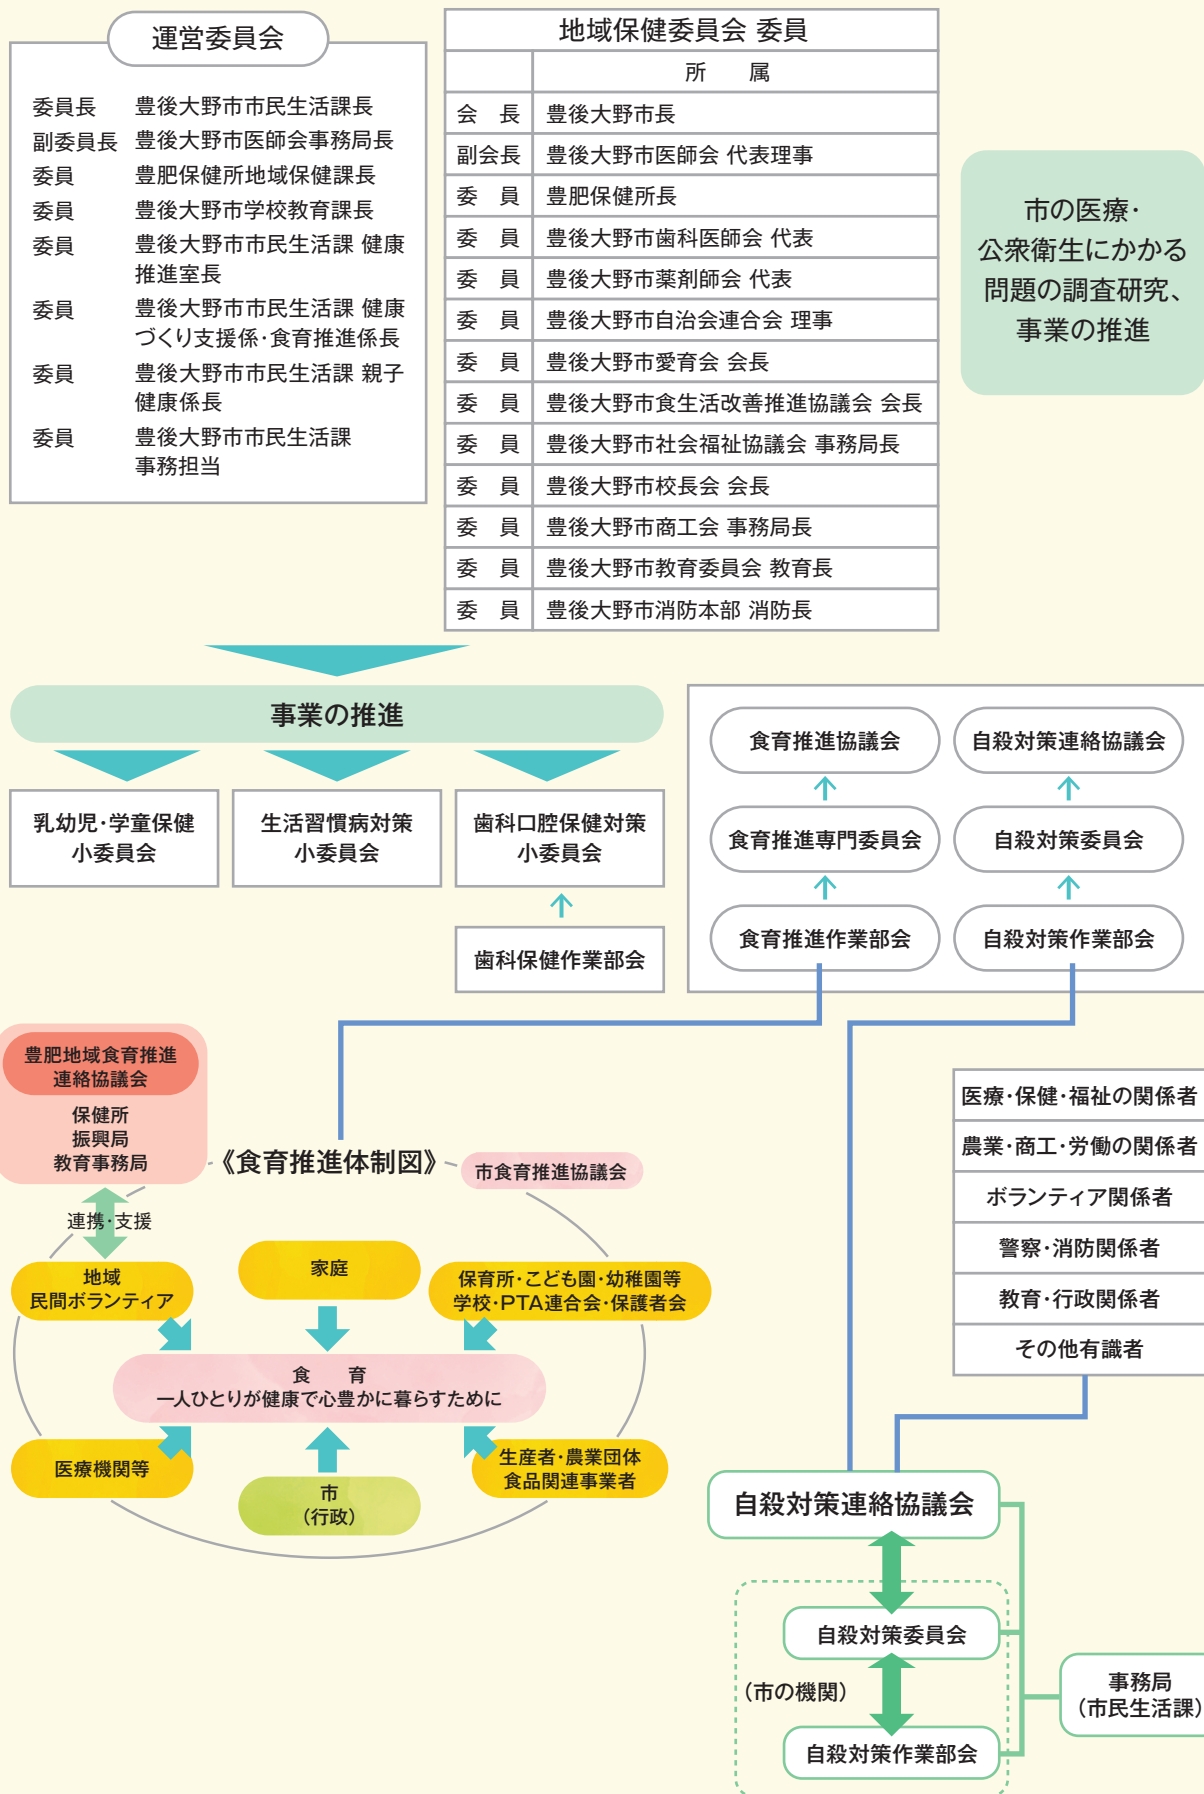 運営委員会
委員長 豊後大野市市民生活課長
副委員長 豊後大野市医師会事務局長
委員 豊肥保健所地域保健課長
委員 豊後大野市学校教育課長
委員 豊後大野市市民生活課 健康
推進室長
委員 豊後大野市市民生活課 健康
づくり支援係・食育推進係長
委員 豊後大野市市民生活課 親子
健康係長
委員 豊後大野市市民生活課
事務担当
地域保健委員会 委員
所 属
会 長 豊後大野市長
副会長 豊後大野市医師会 代表理事
委 員 豊肥保健所長
委 員 豊後大野市歯科医師会 代表
委 員 豊後大野市薬剤師会 代表
委 員 豊後大野市自治会連合会 理事
委 員 豊後大野市愛育会 会長
委 員 豊後大野市食生活改善推進協議会 会長
委 員 豊後大野市社会福祉協議会 事務局長
委 員 豊後大野市校長会 会長
委 員 豊後大野市商工会 事務局長
委 員 豊後大野市教育委員会 教育長
委 員 豊後大野市消防本部 消防長
市の医療・
公衆衛生にかかる
問題の調査研究、
事業の推進
事業の推進
乳幼児・学童保健
小委員会
生活習慣病対策
小委員会
歯科口腔保健対策
小委員会
歯科保健作業部会
食育推進協議会
食育推進専門委員会
食育推進作業部会
自殺対策連絡協議会
自殺対策委員会
自殺対策作業部会
豊肥地域食育推進
連絡協議会
保健所
振興局
教育事務局
《食育推進体制図》
市食育推進協議会
連携・支援
地域
民間ボランティア
家庭
保育所・こども園・幼稚園等
学校・PTA連合会・保護者会
食 育
一人ひとりが健康で心豊かに暮らすために
医療機関等
市
（行政）
生産者・農業団体
食品関連事業者
医療・保健・福祉の関係者
農業・商工・労働の関係者
ボランティア関係者
警察・消防関係者
教育・行政関係者
その他有識者
自殺対策連絡協議会
自殺対策委員会
（市の機関）
自殺対策作業部会
事務局
（市民生活課）